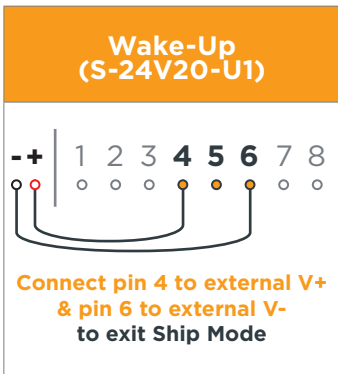 Wake-Up
(S-24V20-U1)
-+ 1 2 3 4 5 6 7 8
Connect pin 4 to external V+
& pin 6 to external V-
to exit Ship Mode